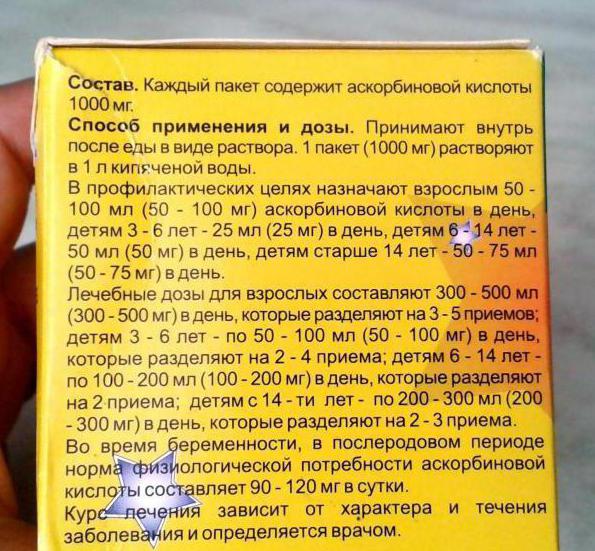 Состав. Каждый пакет содержит аскорбиновой кислоты
1000 мг.
Способ применения и дозы. Принимают внутрь
после еды в виде раствора. 1 пакет (1000 мг) растворяют
в 1 л кипяченой воды.
В профилактических целях назначают взрослым 50 -
100 мл (50 - 100 мг) аскорбиновой кислоты в день,
детям 3 - 6 лет - 25 мл (25 мг) в день, детям 6 - 14 лет -
50 мл (50 мг) в день, детям старше 14 лет - 50 - 75 мл
(50 - 75 мг) в день.
Лечебные дозы для взрослых составляют 300 - 500 мл
(300 - 500 мг) в день, которые разделяют на 3 - 5 приемов;
детям 3 - 6 лет - по 50 - 100 мл (50 - 100 мг) в день,
которые разделяют на 2 - 4 приема; детям 6 - 14 лет -
по 100 - 200 мл (100 - 200 мг) в день, которые разделяют
на 2 приема; детям с 14 - ти лет - по 200 - 300 мл (200
- 300 мг) в день, которые разделяют на 2 - 3 приема.
Во время беременности, в послеродовом периоде
норма физиологической потребности аскорбиновой
кислоты составляет 90 - 120 мг в сутки.
Курс лечения зависит от характера и течения
заболевания и определяется врачом.